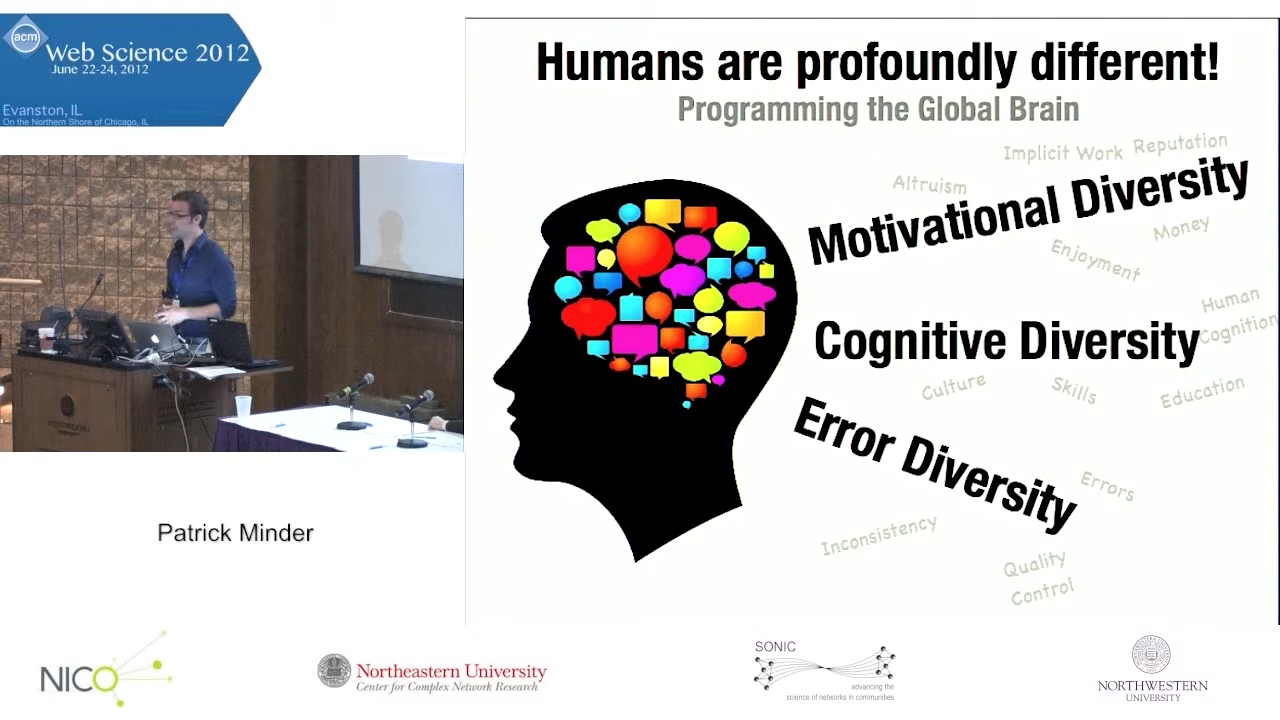 acm
Web Science 2012
June 22-24, 2012
Evanston, IL
On the Northern Shore of Chicago, IL
Humans are profoundly different!
Programming the Global Brain
Implicit Work
Reputation
Altruism
Motivational Diversity
Money
Enjoyment
Human
Cognition
Cognitive Diversity
Culture
Skills
Education
Error Diversity
Errors
Inconsistency
Quality
Control
Patrick Minder
NICO
Northeastern University
Center for Complex Network Research
SONIC
advancing the
science of networks in communities
NORTHWESTERN
UNIVERSITY